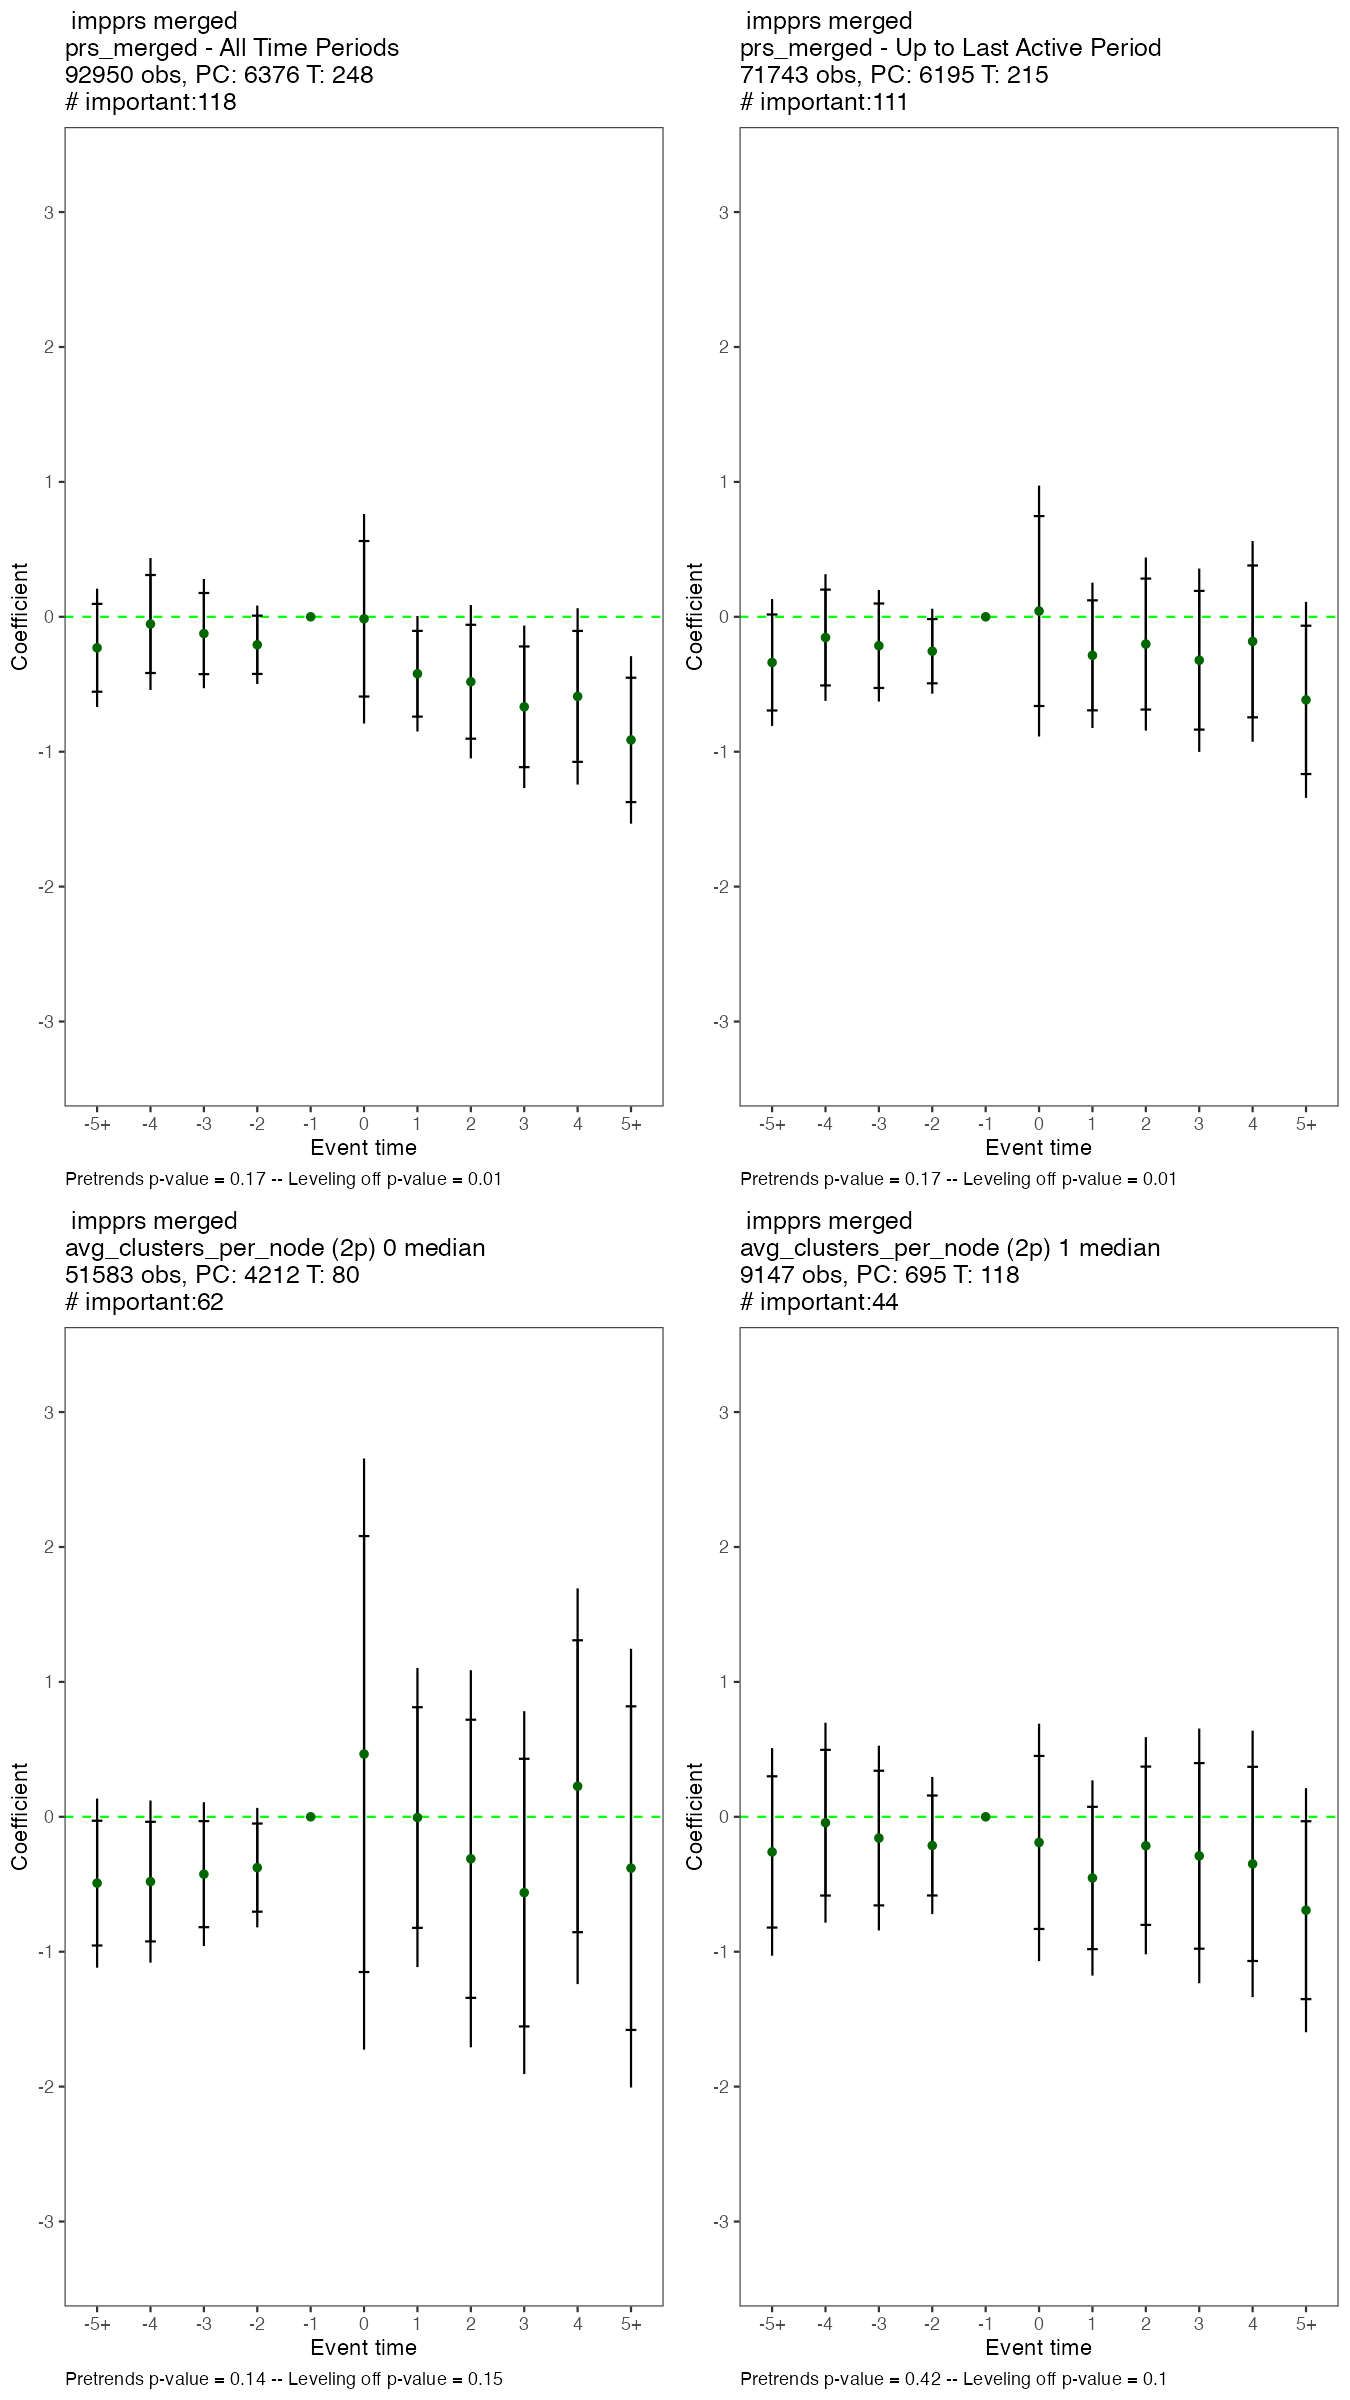 impprs merged
prs_merged - All Time Periods
92950 obs, PC: 6376 T: 248
# important:118
3
2
1
0
-1
-2
-3
Coefficient
-5+ -4 -3 -2 -1 0 1 2 3 4 5+
Event time
Pretrends p-value = 0.17 -- Leveling off p-value = 0.01
impprs merged
prs_merged - Up to Last Active Period
71743 obs, PC: 6195 T: 215
# important:111
3
2
1
0
-1
-2
-3
Coefficient
-5+ -4 -3 -2 -1 0 1 2 3 4 5+
Event time
Pretrends p-value = 0.17 -- Leveling off p-value = 0.01
impprs merged
avg_clusters_per_node (2p) 0 median
51583 obs, PC: 4212 T: 80
# important:62
3
2
1
0
-1
-2
-3
Coefficient
-5+ -4 -3 -2 -1 0 1 2 3 4 5+
Event time
Pretrends p-value = 0.14 -- Leveling off p-value = 0.15
impprs merged
avg_clusters_per_node (2p) 1 median
9147 obs, PC: 695 T: 118
# important:44
3
2
1
0
-1
-2
-3
Coefficient
-5+ -4 -3 -2 -1 0 1 2 3 4 5+
Event time
Pretrends p-value = 0.42 -- Leveling off p-value = 0.1